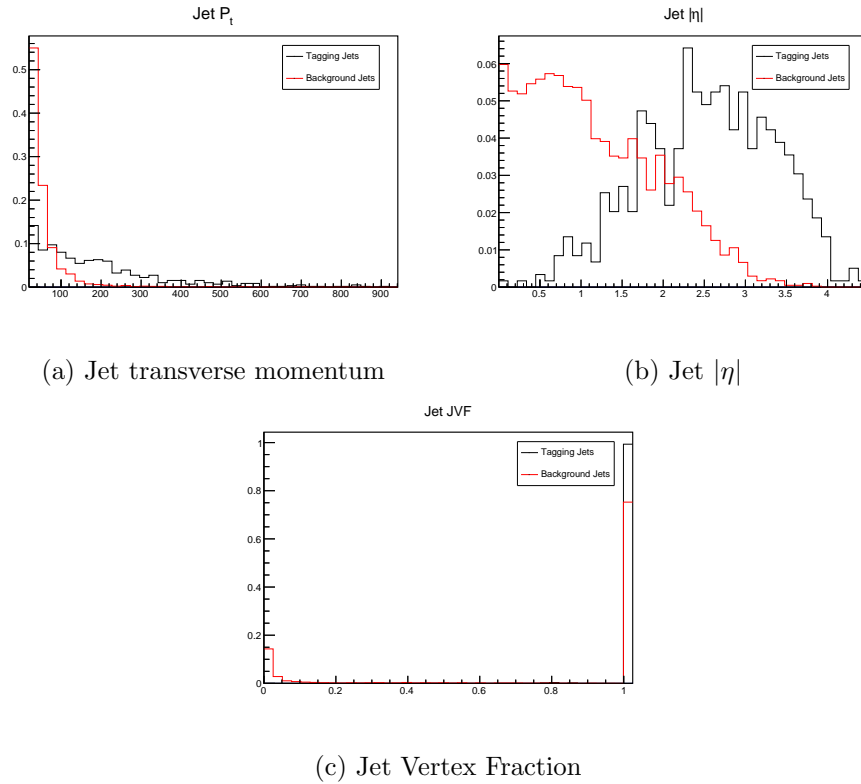 Jet Pt
Tagging Jets
Background Jets
0.5
0.4
0.3
0.2
0.1
0
100 200 300 400 500 600 700 800 900
(a) Jet transverse momentum
Jet |η|
Tagging Jets
Background Jets
0.06
0.05
0.04
0.03
0.02
0.01
0.00
0.5 1 1.5 2 2.5 3 3.5 4
(b) Jet |η|
Jet JVF
Tagging Jets
Background Jets
1
0.8
0.6
0.4
0.2
0
0 0.2 0.4 0.6 0.8 1
(c) Jet Vertex Fraction